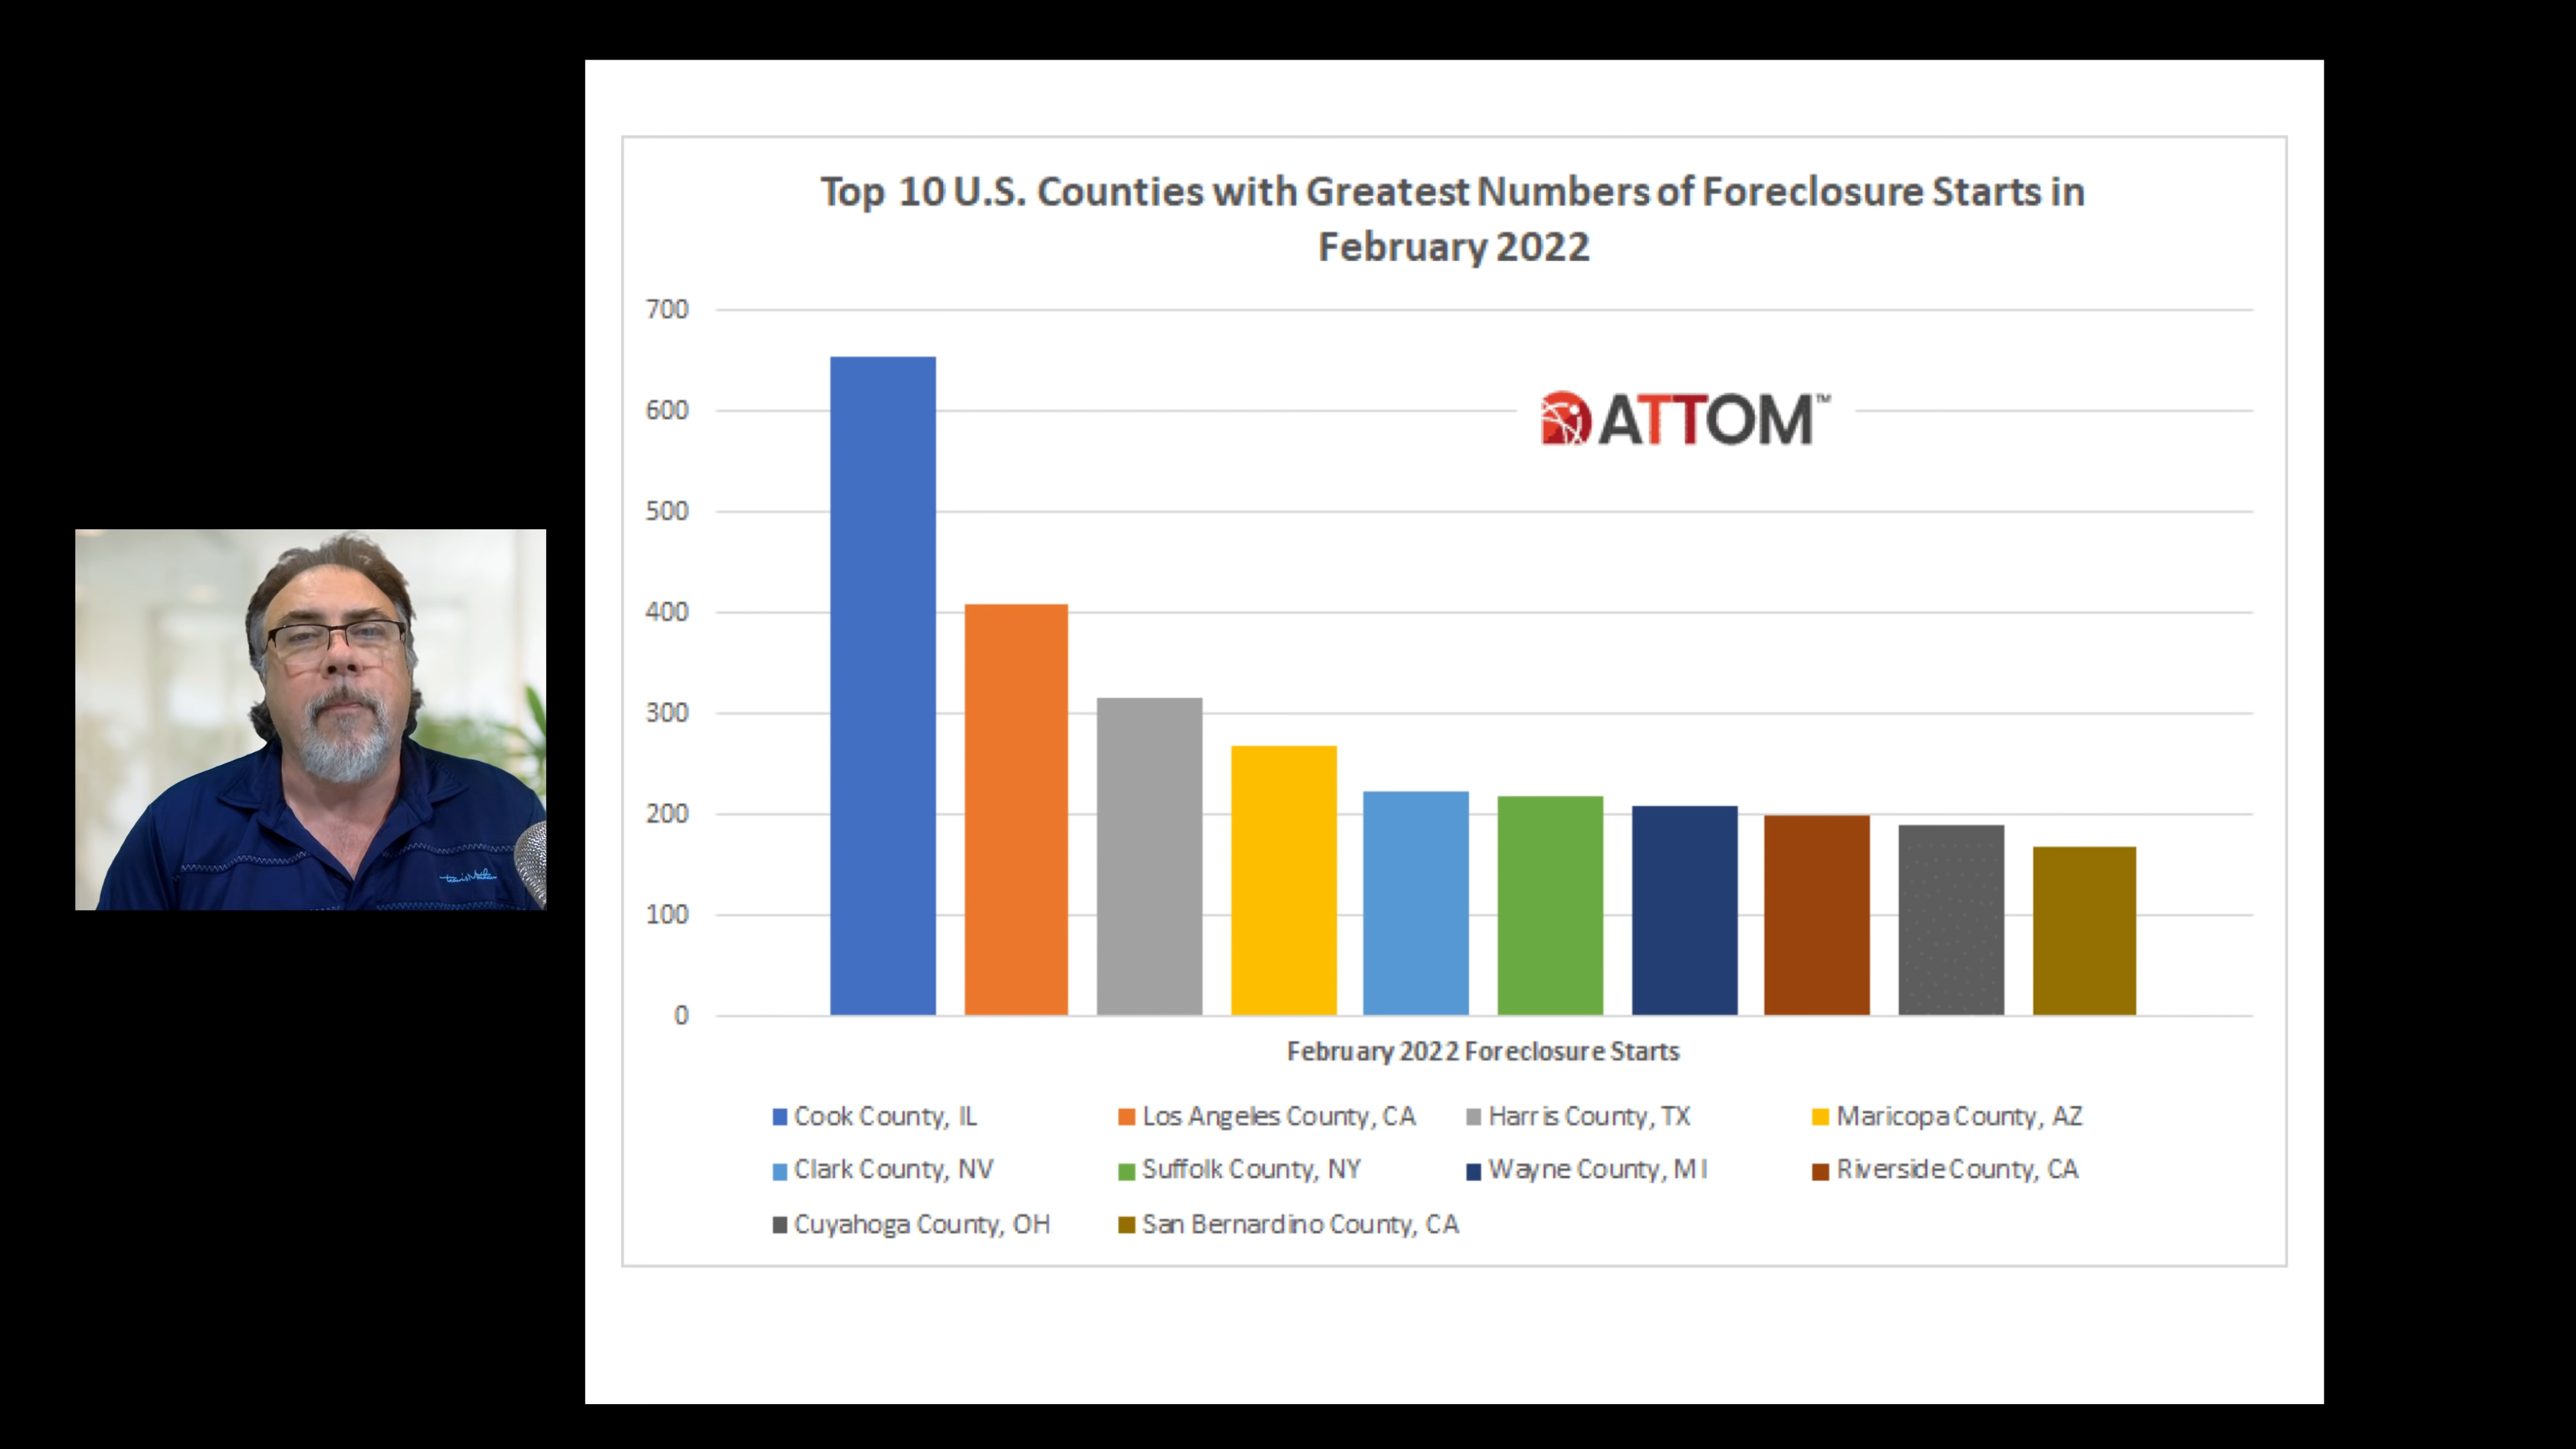 Top 10 U.S. Counties with Greatest Numbers of Foreclosure Starts in
February 2022
700
600
ATTOM™
500
400
300
200
100
0
February 2022 Foreclosure Starts
Cook County, IL
Los Angeles County, CA
Harris County, TX
Maricopa County, AZ
Clark County, NV
Suffolk County, NY
Wayne County, MI
Riverside County, CA
Cuyahoga County, OH
San Bernardino County, CA